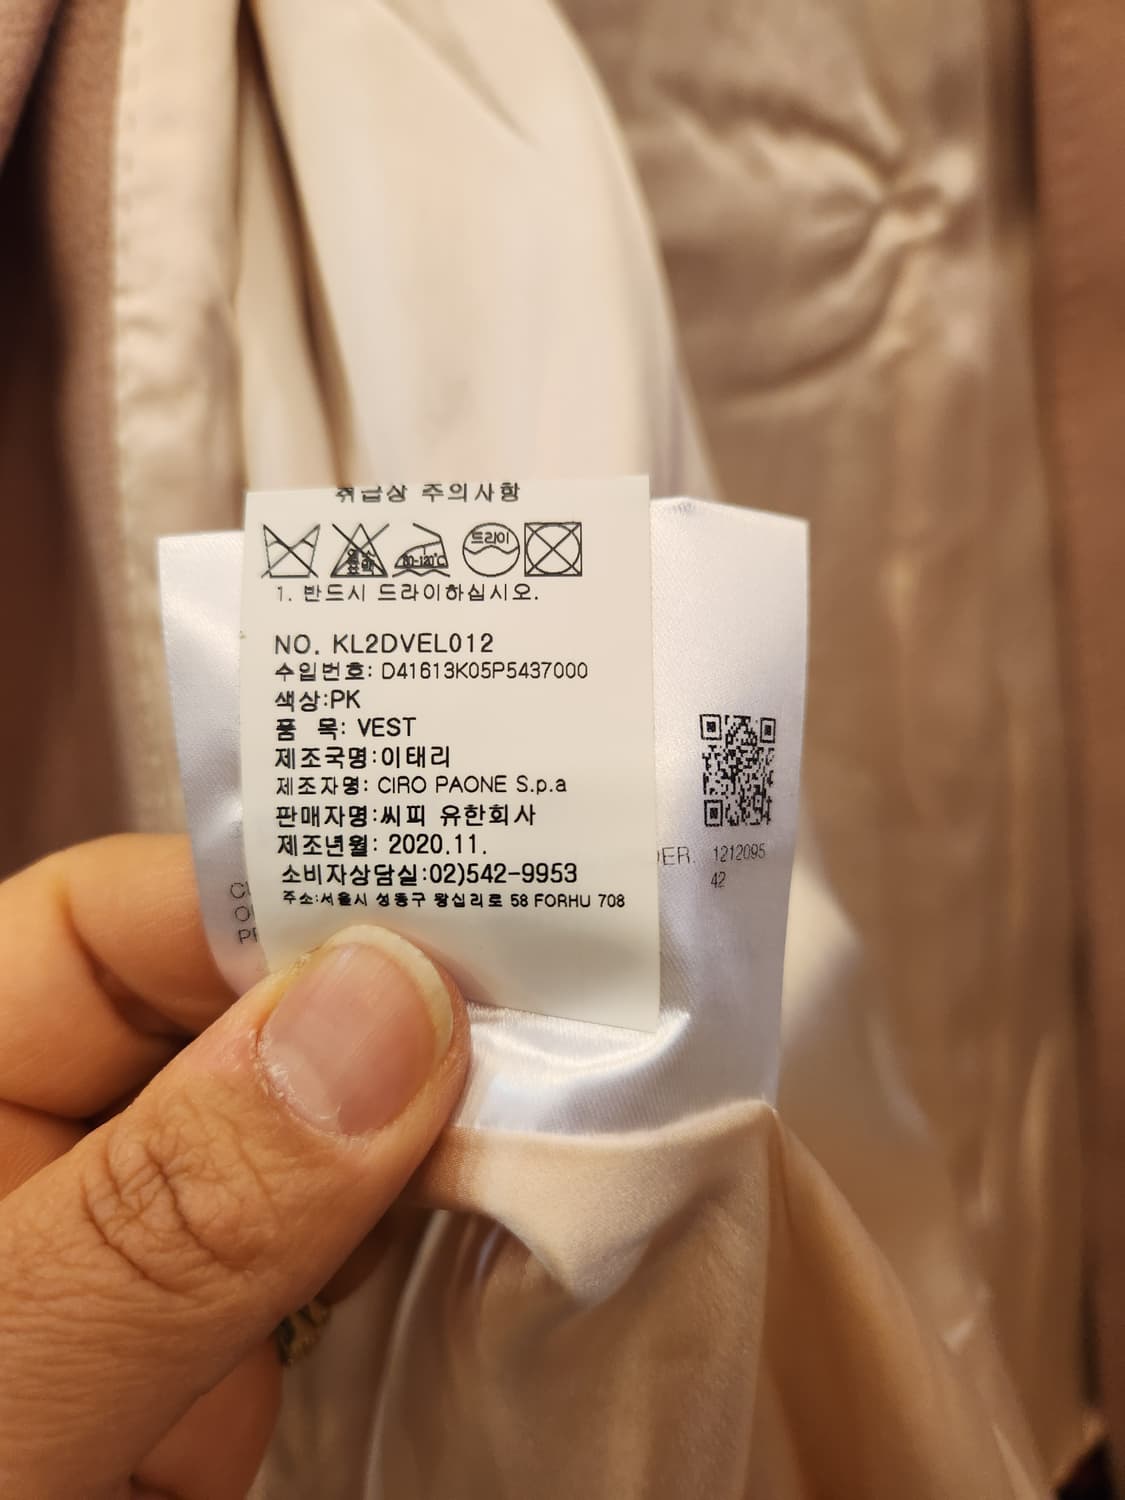 취급상 주의사항
드라이
80-120℃
1. 반드시 드라이하십시오.
NO. KL2DVEL012
수입번호: D41613K05P5437000
색상:PK
품 목: VEST
제조국명:이태리
제조자명: CIRO PAONE S.p.a
판매자명:씨피 유한회사
제조년월: 2020.11.
소비자상담실:02)542-9953
주소:서울시 성동구 왕십리로 58 FORHU 708
DER. 1212095
42